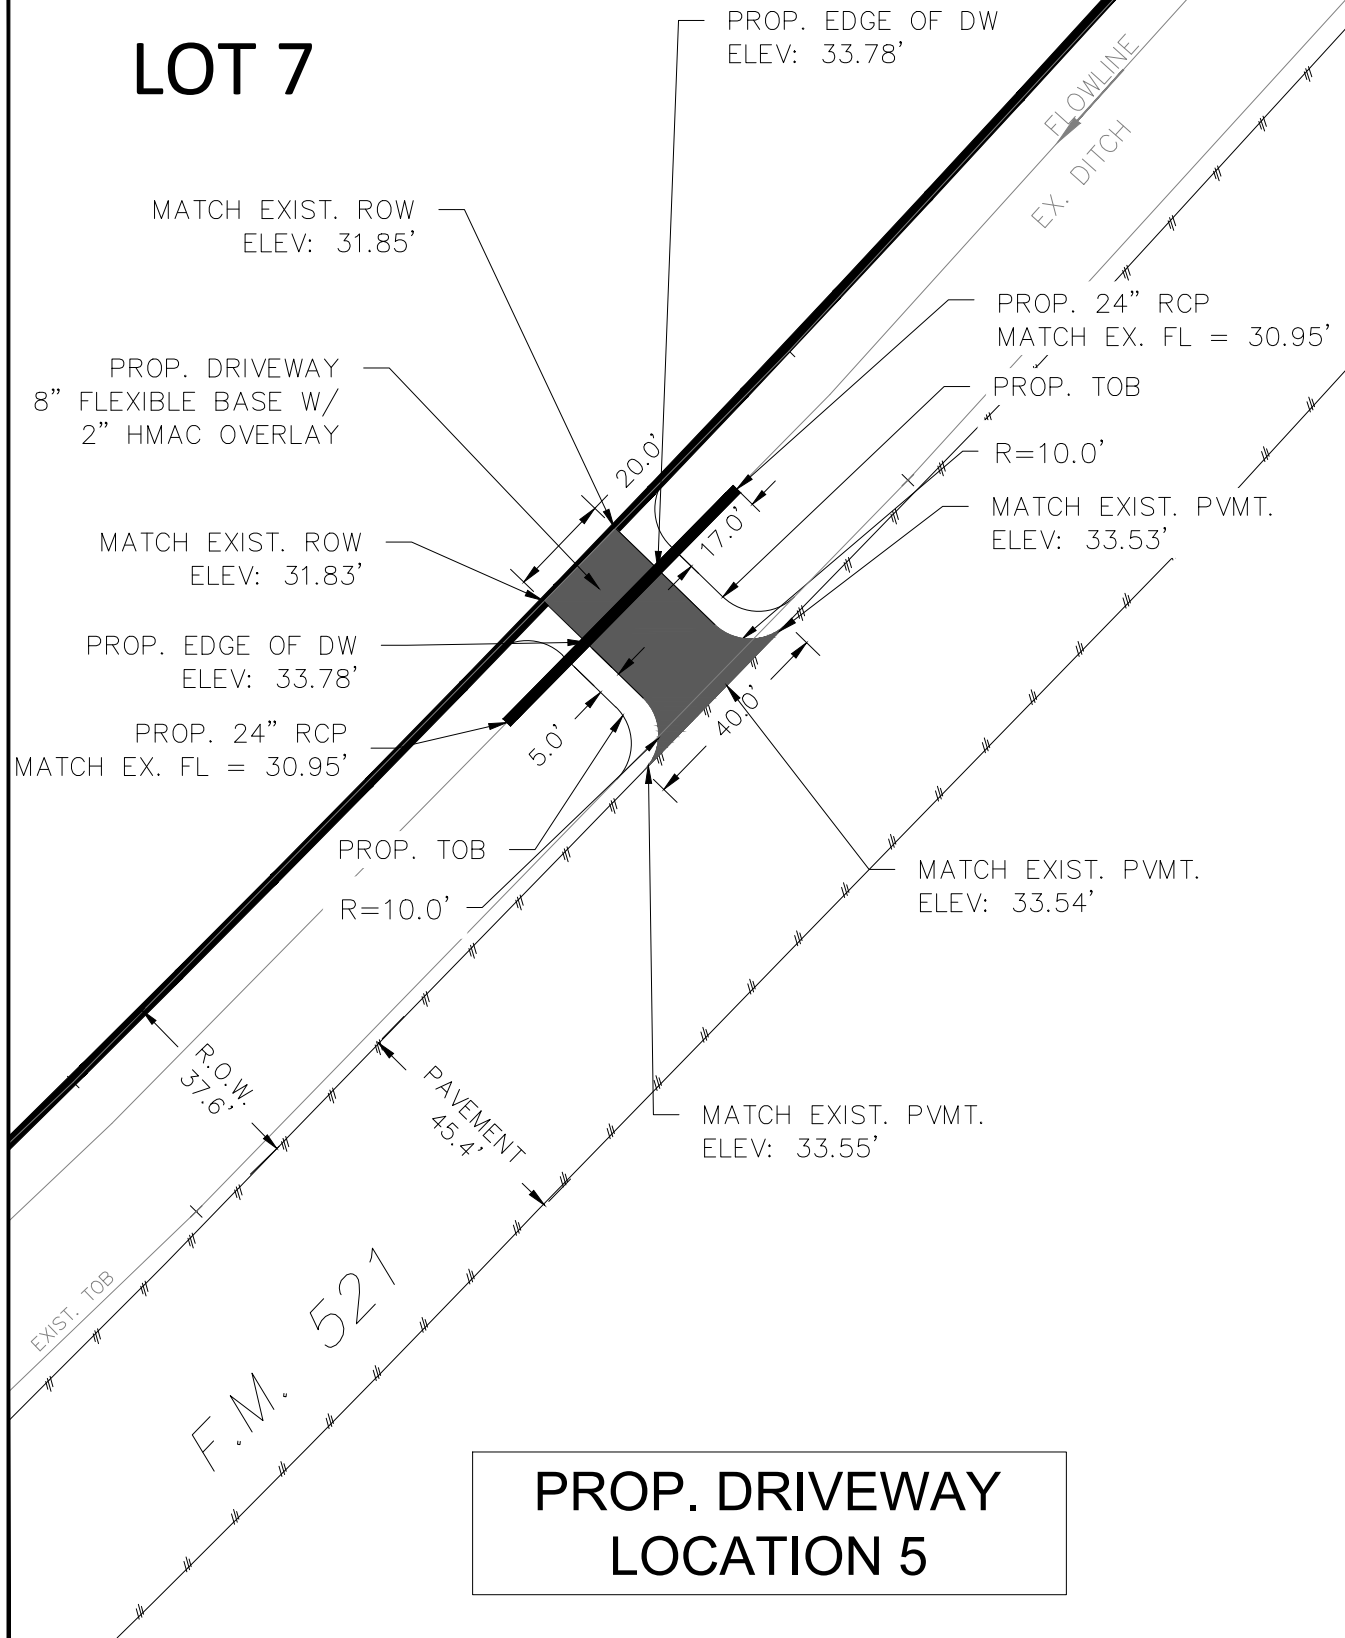 LOT 7
PROP. EDGE OF DW
ELEV: 33.78'
FLOWLINE
EX. DITCH
MATCH EXIST. ROW
ELEV: 31.85'
PROP. 24" RCP
MATCH EX. FL = 30.95'
PROP. DRIVEWAY
8" FLEXIBLE BASE W/
2" HMAC OVERLAY
PROP. TOB
20.0'
R=10.0'
17.0'
MATCH EXIST. PVMT.
ELEV: 33.53'
MATCH EXIST. ROW
ELEV: 31.83'
PROP. EDGE OF DW
ELEV: 33.78'
PROP. 24" RCP
MATCH EX. FL = 30.95'
5.0'
40.0'
PROP. TOB
R=10.0'
MATCH EXIST. PVMT.
ELEV: 33.54'
R.O.W.
37.6'
PAVEMENT
45.4'
MATCH EXIST. PVMT.
ELEV: 33.55'
EXIST. TOB
F.M. 521
PROP. DRIVEWAY
LOCATION 5